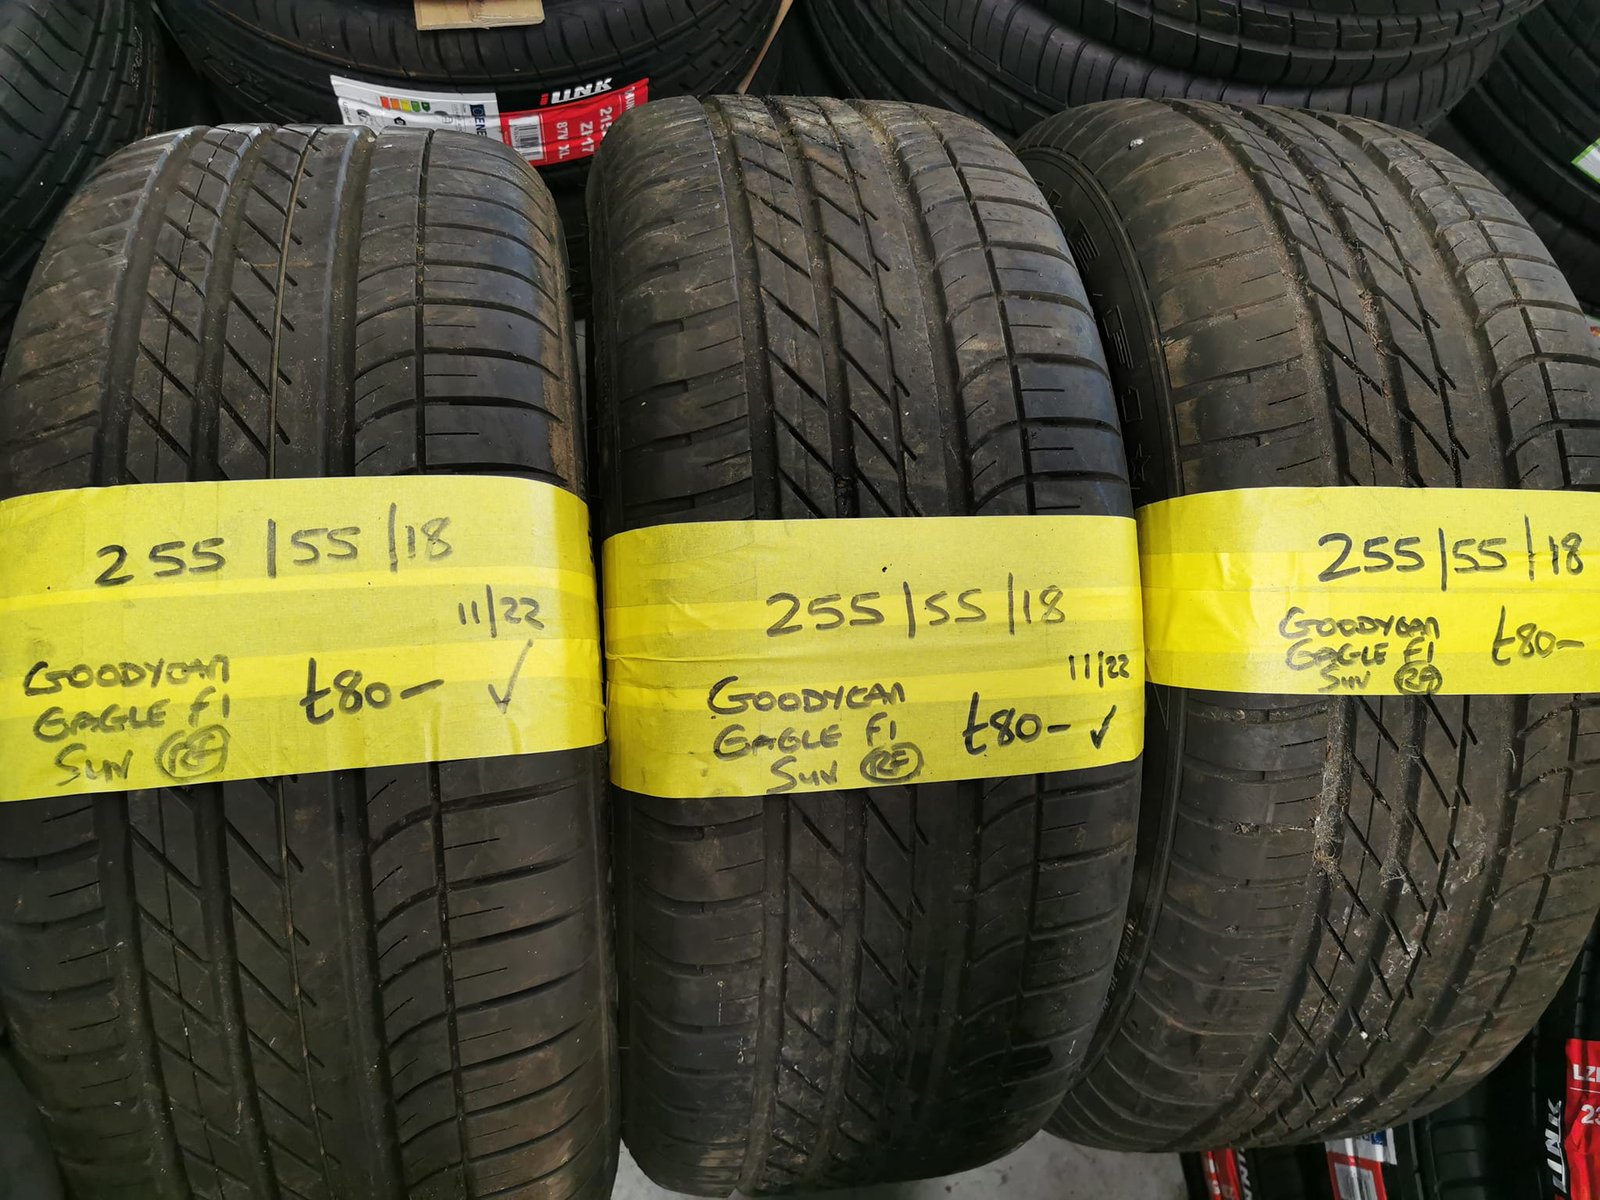 iLINK
255/55/18
11/22
GOODYEAR
EAGLE F1
SUV RF
£80- ✓
255/55/18
11/22
GOODYEAR
EAGLE F1
SUV RF
£80- ✓
255/55/18
GOODYEAR
EAGLE F1
SUV RF
£80-